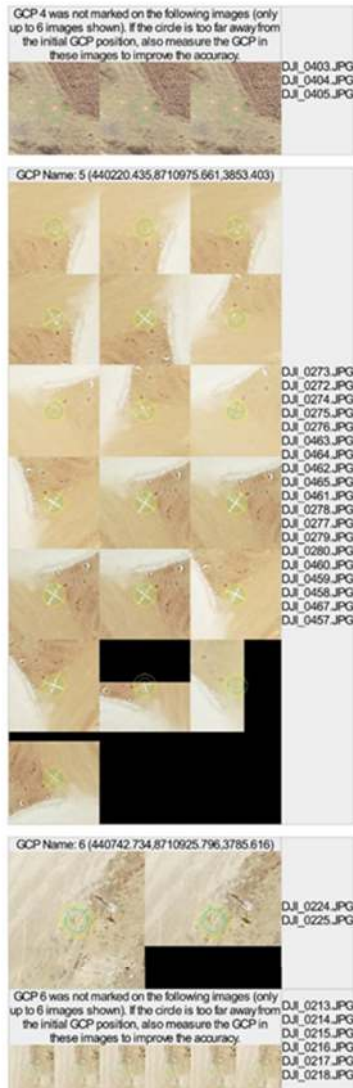 GCP 4 was not marked on the following images (only
up to 6 images shown). If the circle is too far away from
the initial GCP position, also measure the GCP in
these images to improve the accuracy.
DJI_0403.JPG
DJI_0404.JPG
DJI_0405.JPG
GCP Name: 5 (440220.435,8710975.661,3853.403)
DJI_0273.JPG
DJI_0272.JPG
DJI_0274.JPG
DJI_0275.JPG
DJI_0276.JPG
DJI_0463.JPG
DJI_0464.JPG
DJI_0462.JPG
DJI_0465.JPG
DJI_0461.JPG
DJI_0278.JPG
DJI_0277.JPG
DJI_0279.JPG
DJI_0280.JPG
DJI_0460.JPG
DJI_0459.JPG
DJI_0458.JPG
DJI_0467.JPG
DJI_0457.JPG
GCP Name: 6 (440742.734,8710925.796,3785.616)
DJI_0224.JPG
DJI_0225.JPG
GCP 6 was not marked on the following images (only
up to 6 images shown). If the circle is too far away from
the initial GCP position, also measure the GCP in
these images to improve the accuracy.
DJI_0213.JPG
DJI_0214.JPG
DJI_0215.JPG
DJI_0216.JPG
DJI_0217.JPG
DJI_0218.JPG